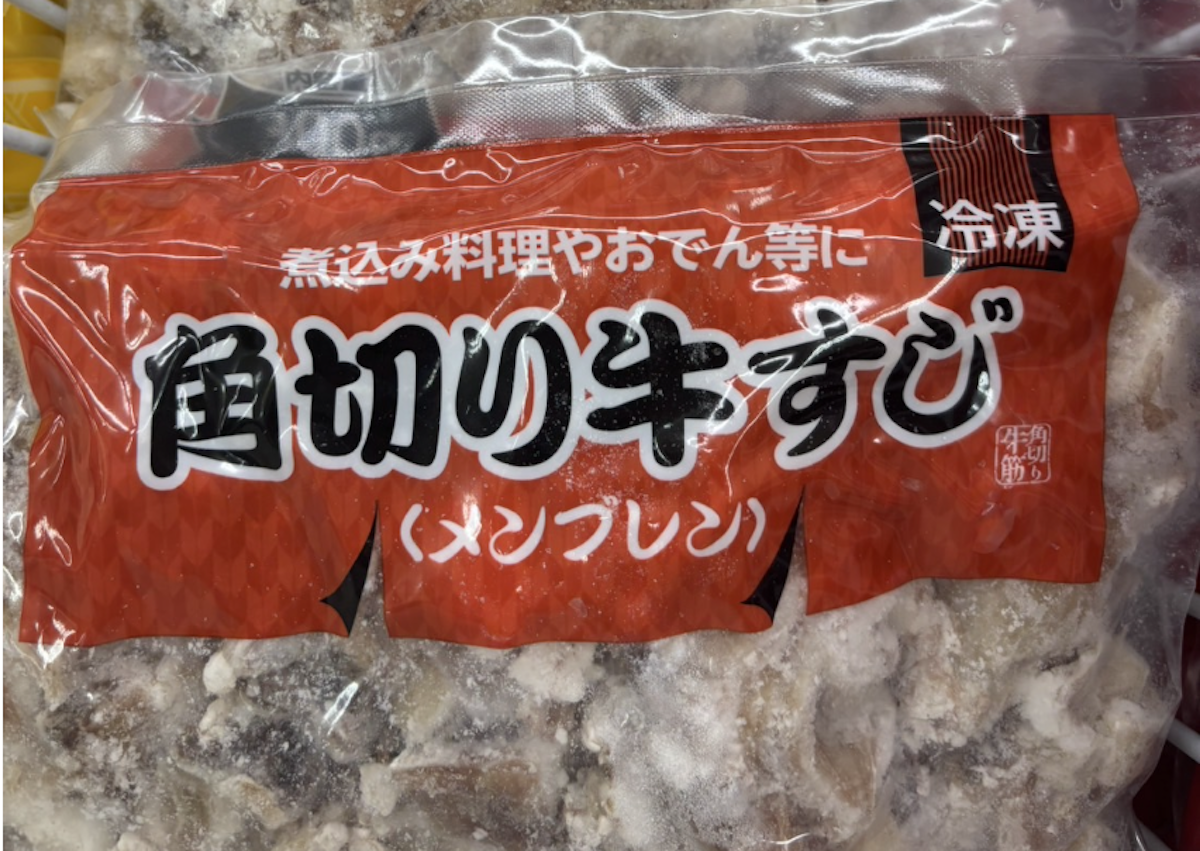 冷凍
煮込み料理やおでん等に
角切り牛すじ
(メンブレン)
角切り
牛筋